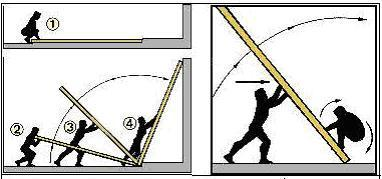 ①
② ③ ④